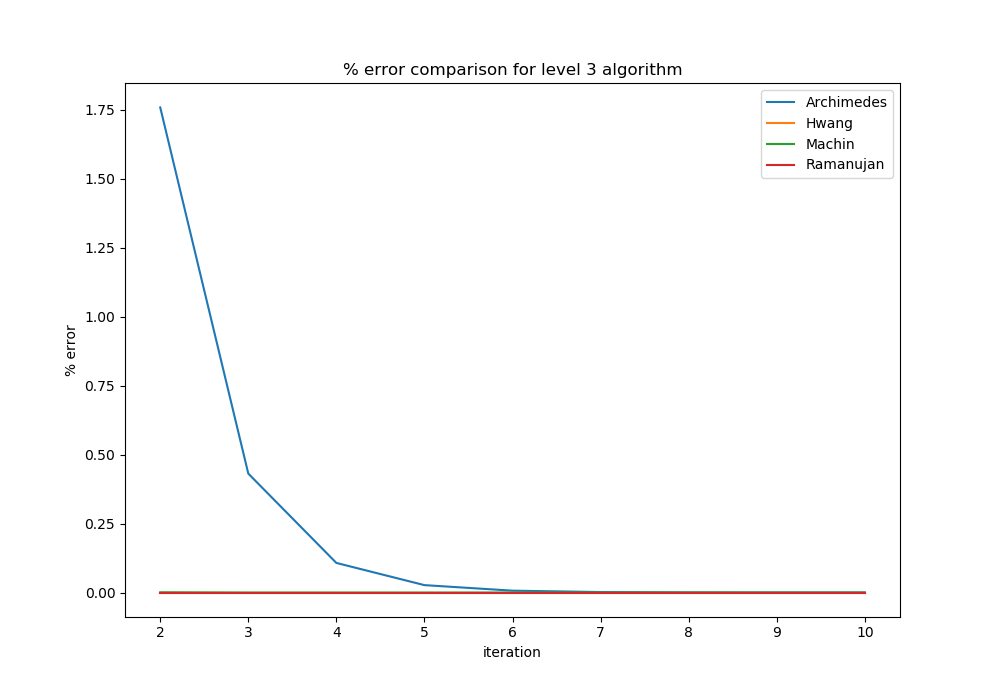 % error comparison for level 3 algorithm
Archimedes
Hwang
Machin
Ramanujan
1.75
1.50
1.25
1.00
0.75
0.50
0.25
0.00
% error
2 3 4 5 6 7 8 9 10
iteration